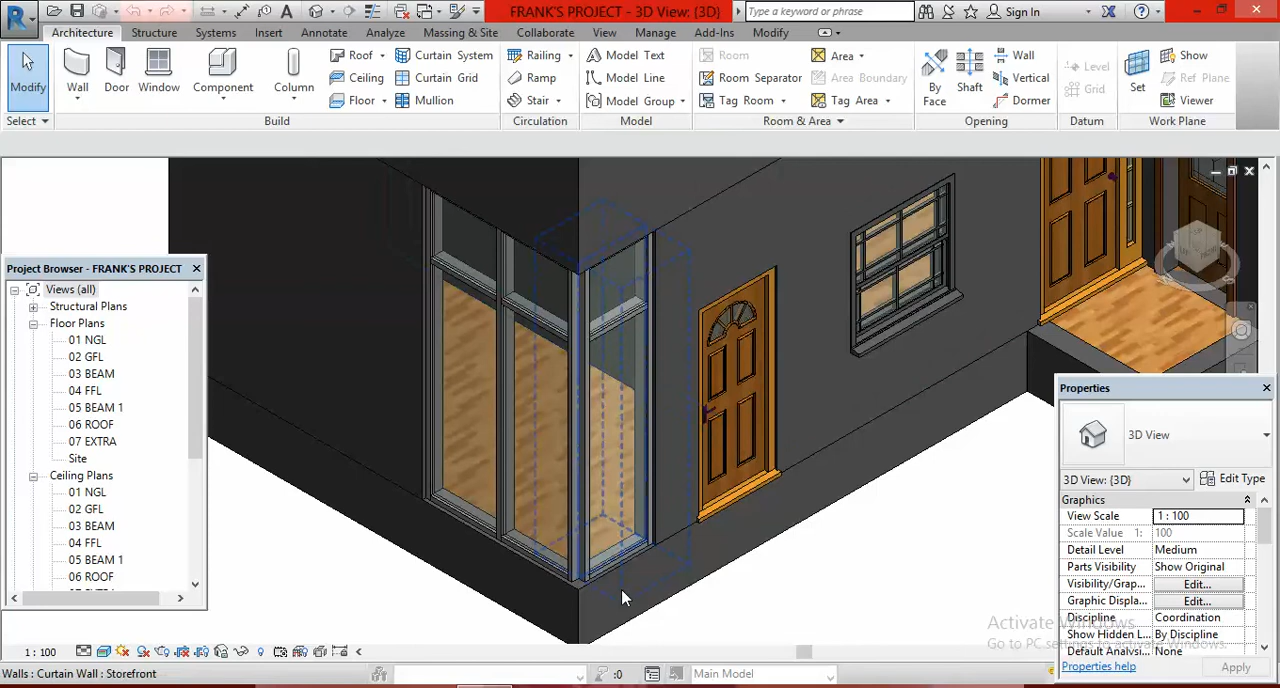 FRANK'S PROJECT - 3D View: {3D}
Type a keyword or phrase
Sign In
Architecture Structure Systems Insert Annotate Analyze Massing & Site Collaborate View Manage Add-Ins Modify
Modify
Wall
Door
Window
Component
Column
Roof
Ceiling
Floor
Curtain System
Curtain Grid
Mullion
Railing
Ramp
Stair
Model Text
Model Line
Model Group
Room
Room Separator
Tag Room
Area
Area Boundary
Tag Area
By
Face
Shaft
Wall
Vertical
Dormer
Level
Grid
Set
Show
Ref Plane
Viewer
Select
Build
Circulation
Model
Room & Area
Opening
Datum
Work Plane
Project Browser - FRANK'S PROJECT
Views (all)
Structural Plans
Floor Plans
01 NGL
02 GFL
03 BEAM
04 FFL
05 BEAM 1
06 ROOF
07 EXTRA
Site
Ceiling Plans
01 NGL
02 GFL
03 BEAM
04 FFL
05 BEAM 1
06 ROOF
Properties
3D View
3D View: {3D}
Edit Type
Graphics
View Scale 1 : 100
Scale Value 1: 100
Detail Level Medium
Parts Visibility Show Original
Visibility/Grap... Edit...
Graphic Displa... Edit...
Discipline Coordination
Show Hidden L... By Discipline
Default Analysi... None
Properties help
Apply
Activate Windows
Go to PC settings to activate Windows.
1 : 100
Walls : Curtain Wall : Storefront
:0
Main Model